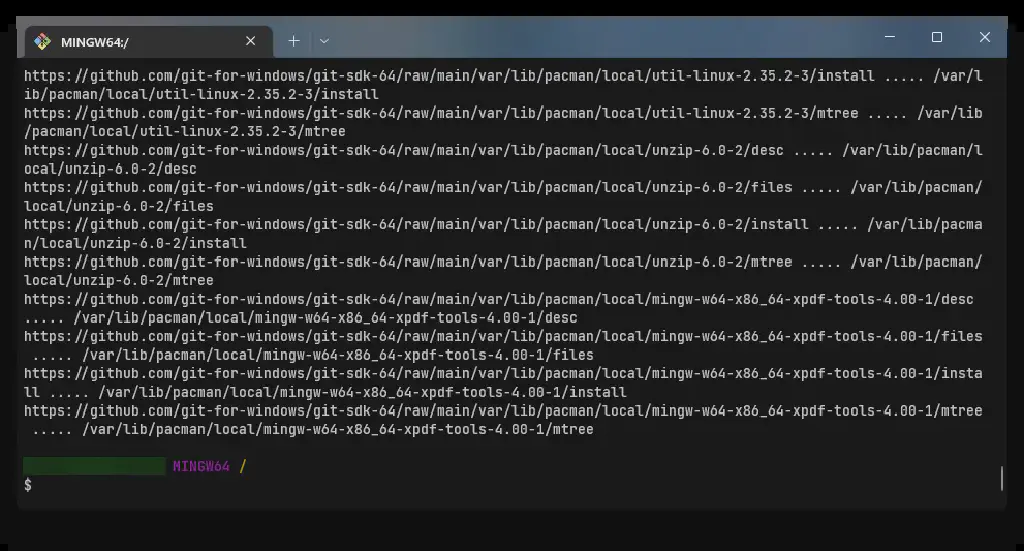 MINGW64:/
https://github.com/git-for-windows/git-sdk-64/raw/main/var/lib/pacman/local/util-linux-2.35.2-3/install ..... /var/l
ib/pacman/local/util-linux-2.35.2-3/install
https://github.com/git-for-windows/git-sdk-64/raw/main/var/lib/pacman/local/util-linux-2.35.2-3/mtree ..... /var/lib
/pacman/local/util-linux-2.35.2-3/mtree
https://github.com/git-for-windows/git-sdk-64/raw/main/var/lib/pacman/local/unzip-6.0-2/desc ..... /var/lib/pacman/l
ocal/unzip-6.0-2/desc
https://github.com/git-for-windows/git-sdk-64/raw/main/var/lib/pacman/local/unzip-6.0-2/files ..... /var/lib/pacman/
local/unzip-6.0-2/files
https://github.com/git-for-windows/git-sdk-64/raw/main/var/lib/pacman/local/unzip-6.0-2/install ..... /var/lib/pacma
n/local/unzip-6.0-2/install
https://github.com/git-for-windows/git-sdk-64/raw/main/var/lib/pacman/local/unzip-6.0-2/mtree ..... /var/lib/pacman/
local/unzip-6.0-2/mtree
https://github.com/git-for-windows/git-sdk-64/raw/main/var/lib/pacman/local/mingw-w64-x86_64-xpdf-tools-4.00-1/desc
..... /var/lib/pacman/local/mingw-w64-x86_64-xpdf-tools-4.00-1/desc
https://github.com/git-for-windows/git-sdk-64/raw/main/var/lib/pacman/local/mingw-w64-x86_64-xpdf-tools-4.00-1/files
..... /var/lib/pacman/local/mingw-w64-x86_64-xpdf-tools-4.00-1/files
https://github.com/git-for-windows/git-sdk-64/raw/main/var/lib/pacman/local/mingw-w64-x86_64-xpdf-tools-4.00-1/insta
ll ..... /var/lib/pacman/local/mingw-w64-x86_64-xpdf-tools-4.00-1/install
https://github.com/git-for-windows/git-sdk-64/raw/main/var/lib/pacman/local/mingw-w64-x86_64-xpdf-tools-4.00-1/mtree
..... /var/lib/pacman/local/mingw-w64-x86_64-xpdf-tools-4.00-1/mtree
MINGW64 /
$